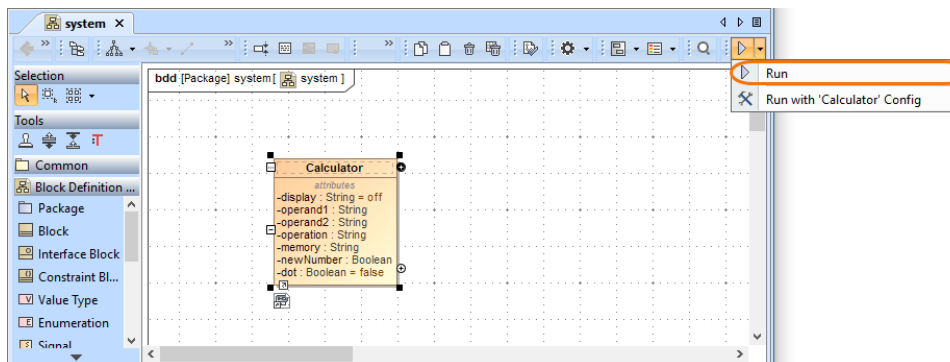 system
Selection
Tools
Common
Block Definition ...
Package
Block
Interface Block
Constraint Bl...
Value Type
Enumeration
Signal
bdd [Package] system[ system ]
Calculator
attributes
-display : String = off
-operand1 : String
-operand2 : String
-operation : String
-memory : String
-newNumber : Boolean
-dot : Boolean = false
Run
Run with 'Calculator' Config